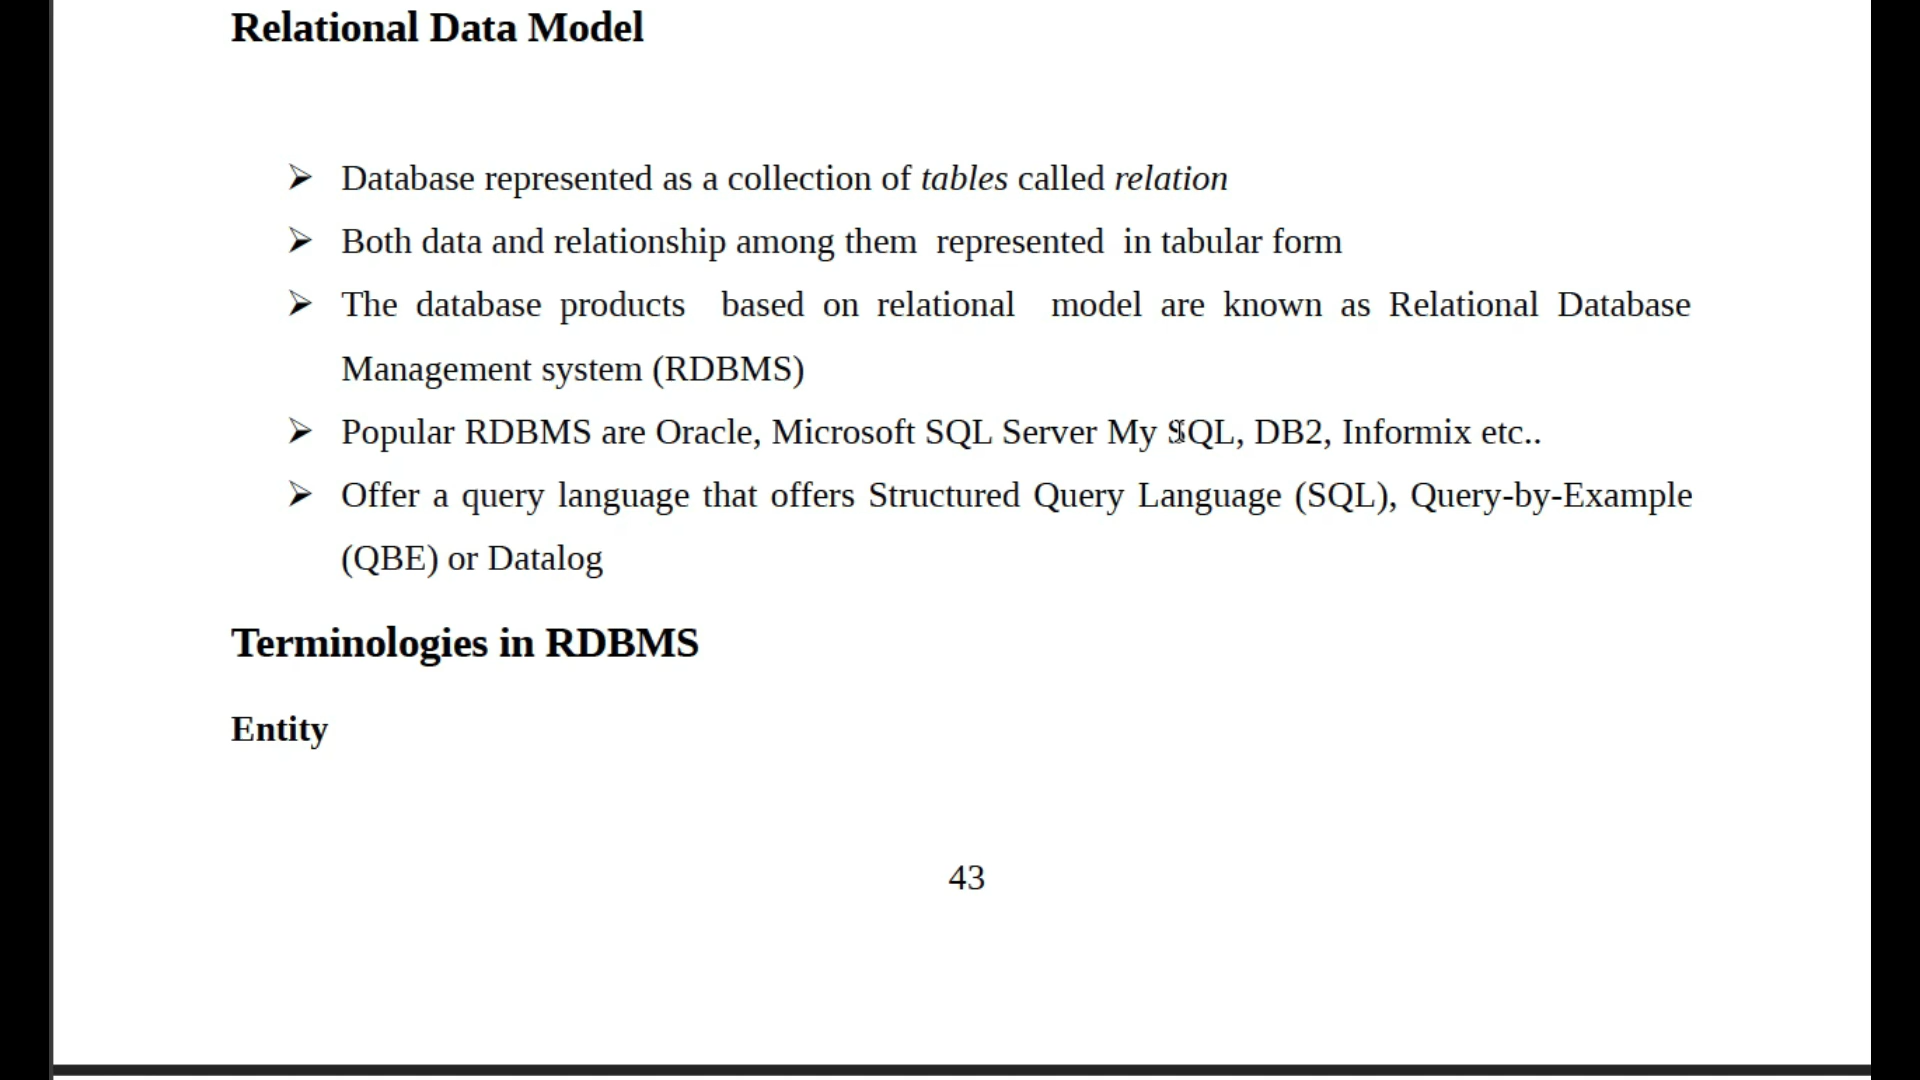 Relational Data Model
➢ Database represented as a collection of tables called relation
➢ Both data and relationship among them represented in tabular form
➢ The database products based on relational model are known as Relational Database
Management system (RDBMS)
➢ Popular RDBMS are Oracle, Microsoft SQL Server My SQL, DB2, Informix etc..
➢ Offer a query language that offers Structured Query Language (SQL), Query-by-Example
(QBE) or Datalog
Terminologies in RDBMS
Entity
43